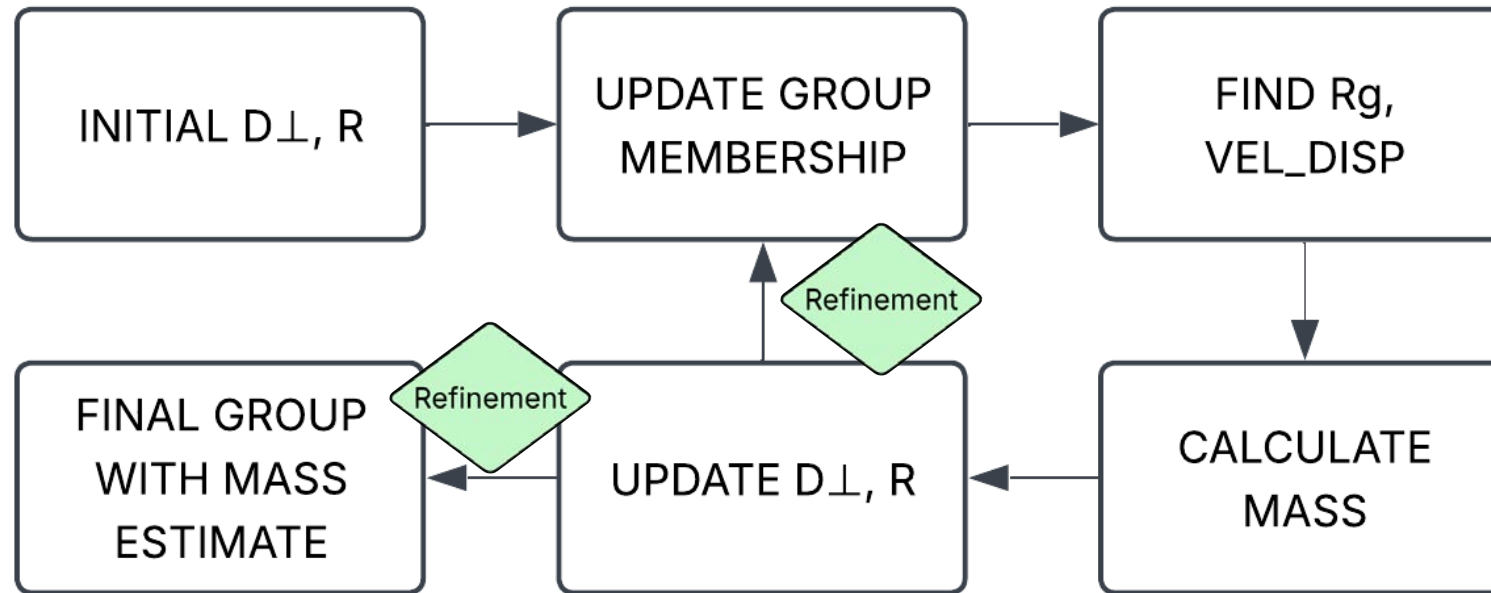 INITIAL D⊥, R
UPDATE GROUP
MEMBERSHIP
FIND Rg,
VEL_DISP
Refinement
Refinement
FINAL GROUP
WITH MASS
ESTIMATE
UPDATE D⊥, R
CALCULATE
MASS